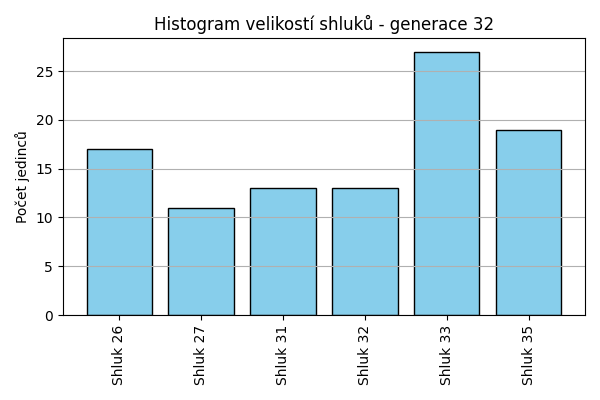 Histogram velikostí shluků - generace 32
Počet jedinců
25
20
15
10
5
0
Shluk 26
Shluk 27
Shluk 31
Shluk 32
Shluk 33
Shluk 35